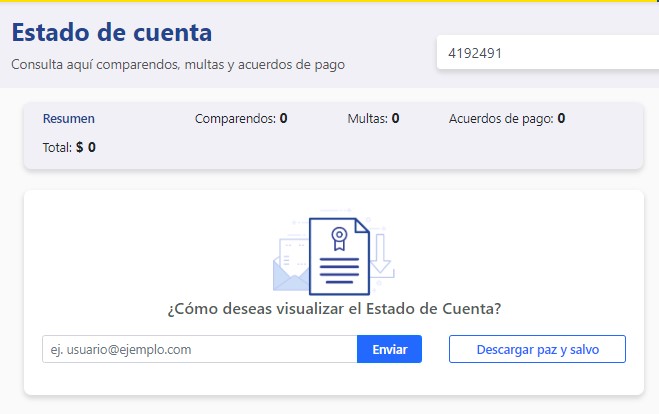 Estado de cuenta
Consulta aquí comparendos, multas y acuerdos de pago
4192491
Resumen Comparendos: 0 Multas: 0 Acuerdos de pago: 0
Total: $ 0
¿Cómo deseas visualizar el Estado de Cuenta?
ej. usuario@ejemplo.com Enviar Descargar paz y salvo